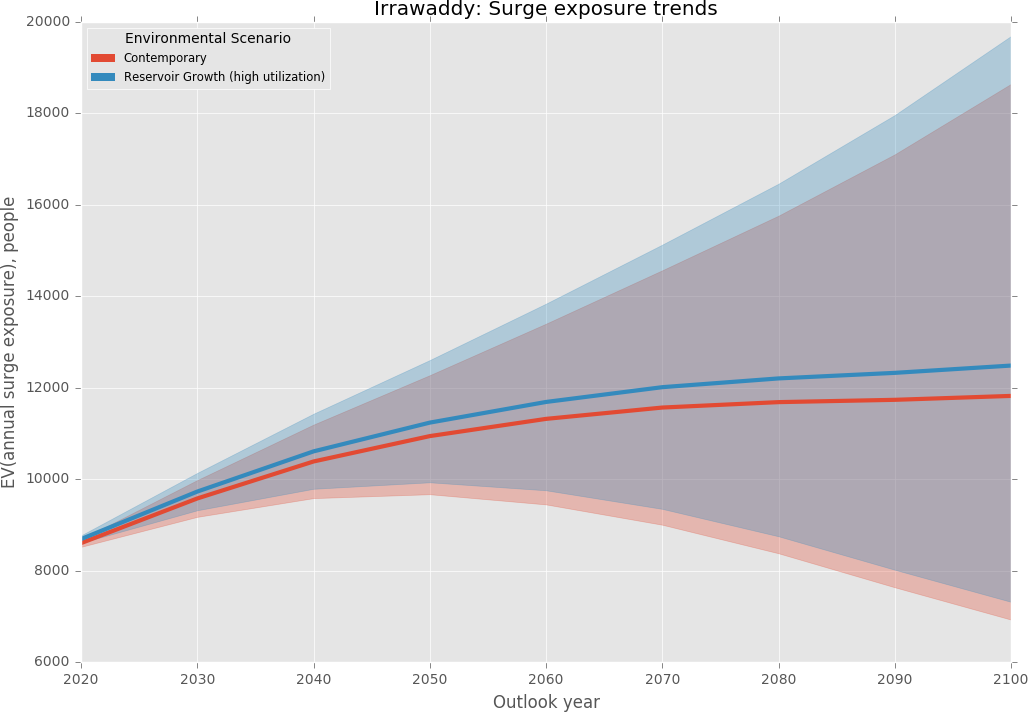 Irrawaddy: Surge exposure trends
Environmental Scenario
Contemporary
Reservoir Growth (high utilization)
EV(annual surge exposure), people
20000
18000
16000
14000
12000
10000
8000
6000
2020 2030 2040 2050 2060 2070 2080 2090 2100
Outlook year